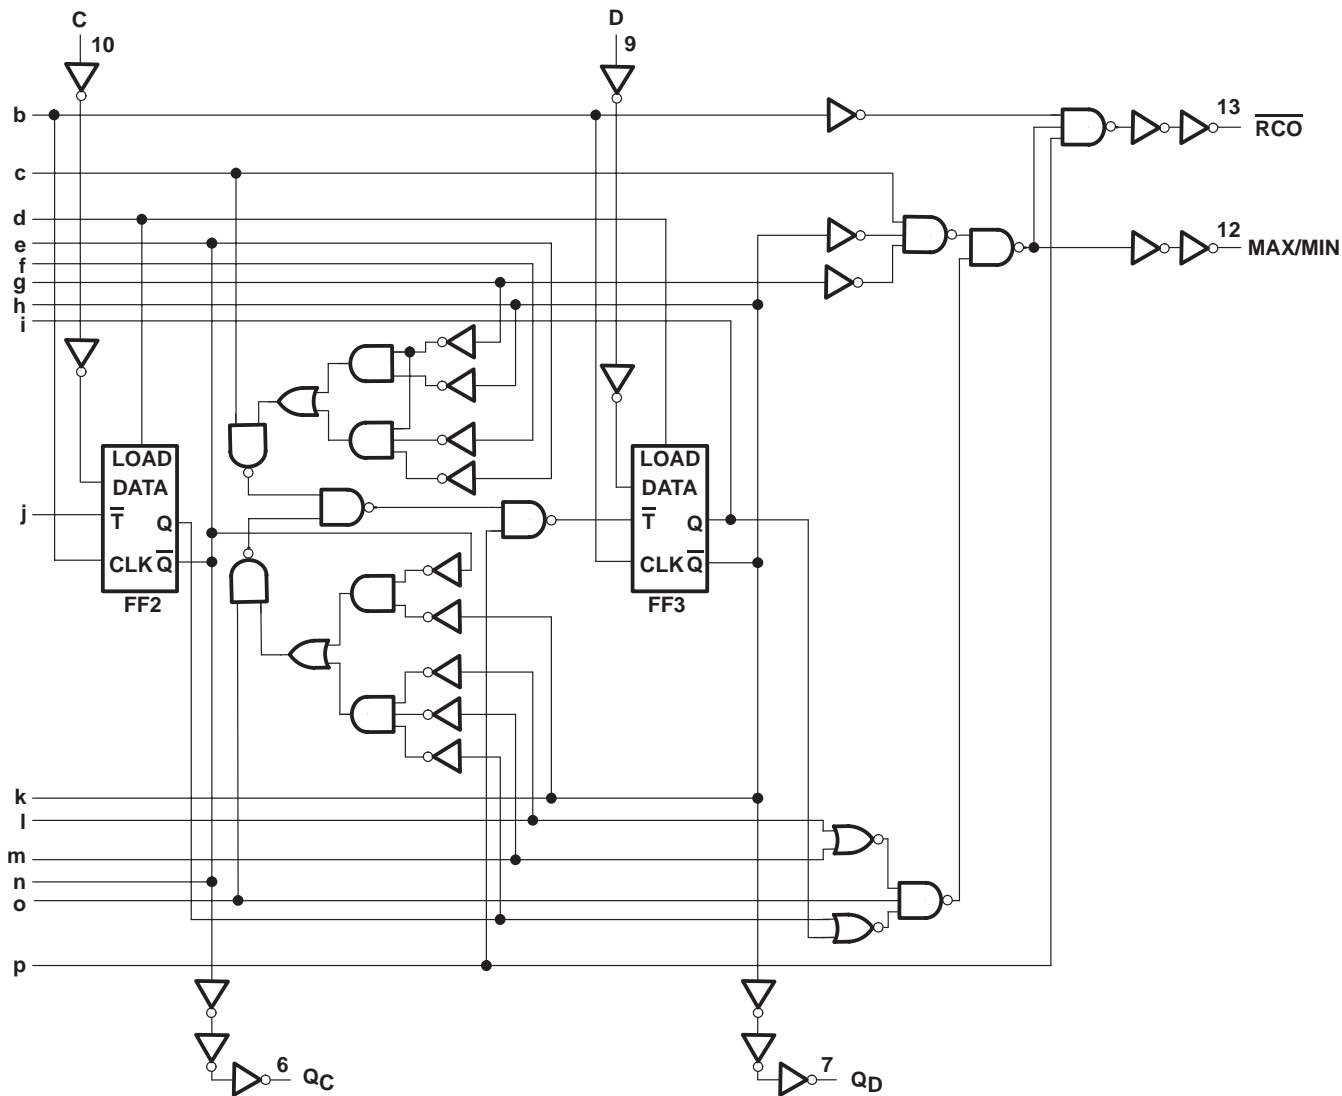 C
10
D
9
b
13
RCO
c
d
e
12
MAX/MIN
f
g
h
i
LOAD
DATA
j
T
Q
CLK
Q
FF2
LOAD
DATA
T
Q
CLK
Q
FF3
k
l
m
n
o
p
6
QC
7
QD